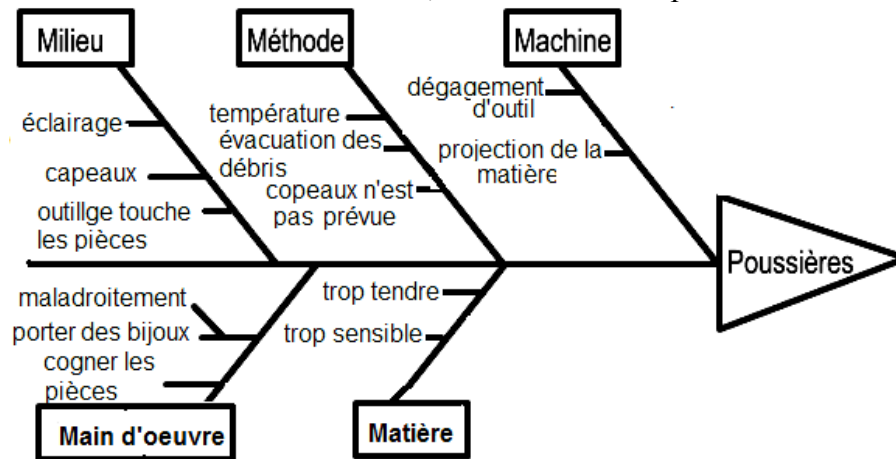 Milieu
Méthode
Machine
éclairage
capeaux
outillge touche
les pièces
température
évacuation des
débris
copeaux n'est
pas prévue
dégagement
d'outil
projection de la
matière
Poussières
maladroitement
porter des bijoux
cogner les
pièces
trop tendre
trop sensible
Main d'oeuvre
Matière